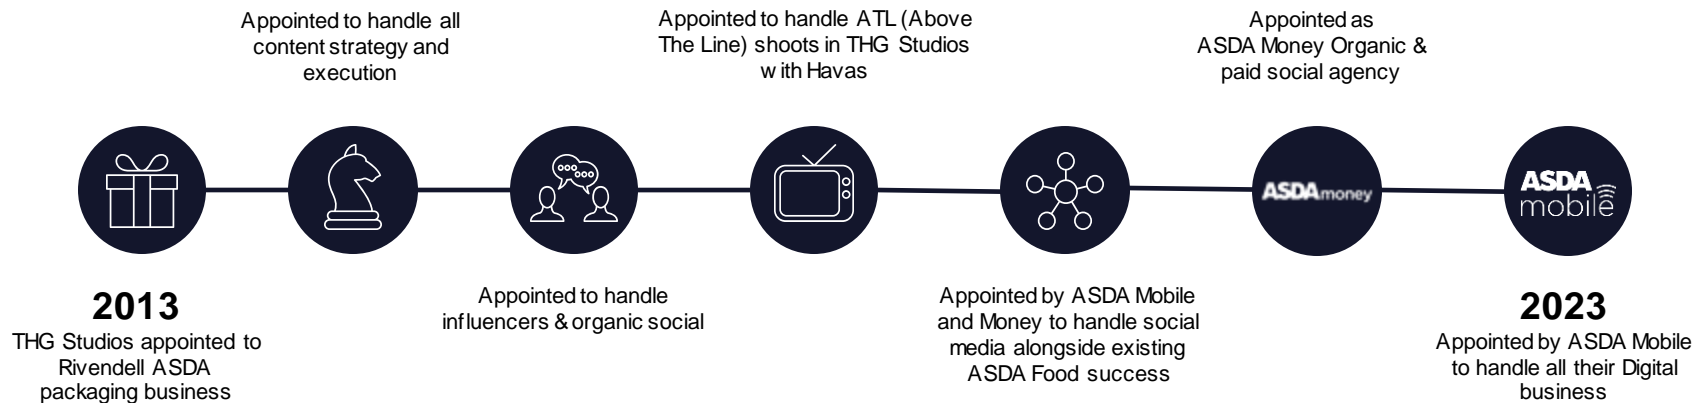 Appointed to handle all
content strategy and
execution
Appointed to handle ATL (Above
The Line) shoots in THG Studios
with Havas
Appointed as
ASDA Money Organic &
paid social agency
ASDA money
ASDA
mobile
2013
THG Studios appointed to
Rivendell ASDA
packaging business
Appointed to handle
influencers & organic social
Appointed by ASDA Mobile
and Money to handle social
media alongside existing
ASDA Food success
2023
Appointed by ASDA Mobile
to handle all their Digital
business